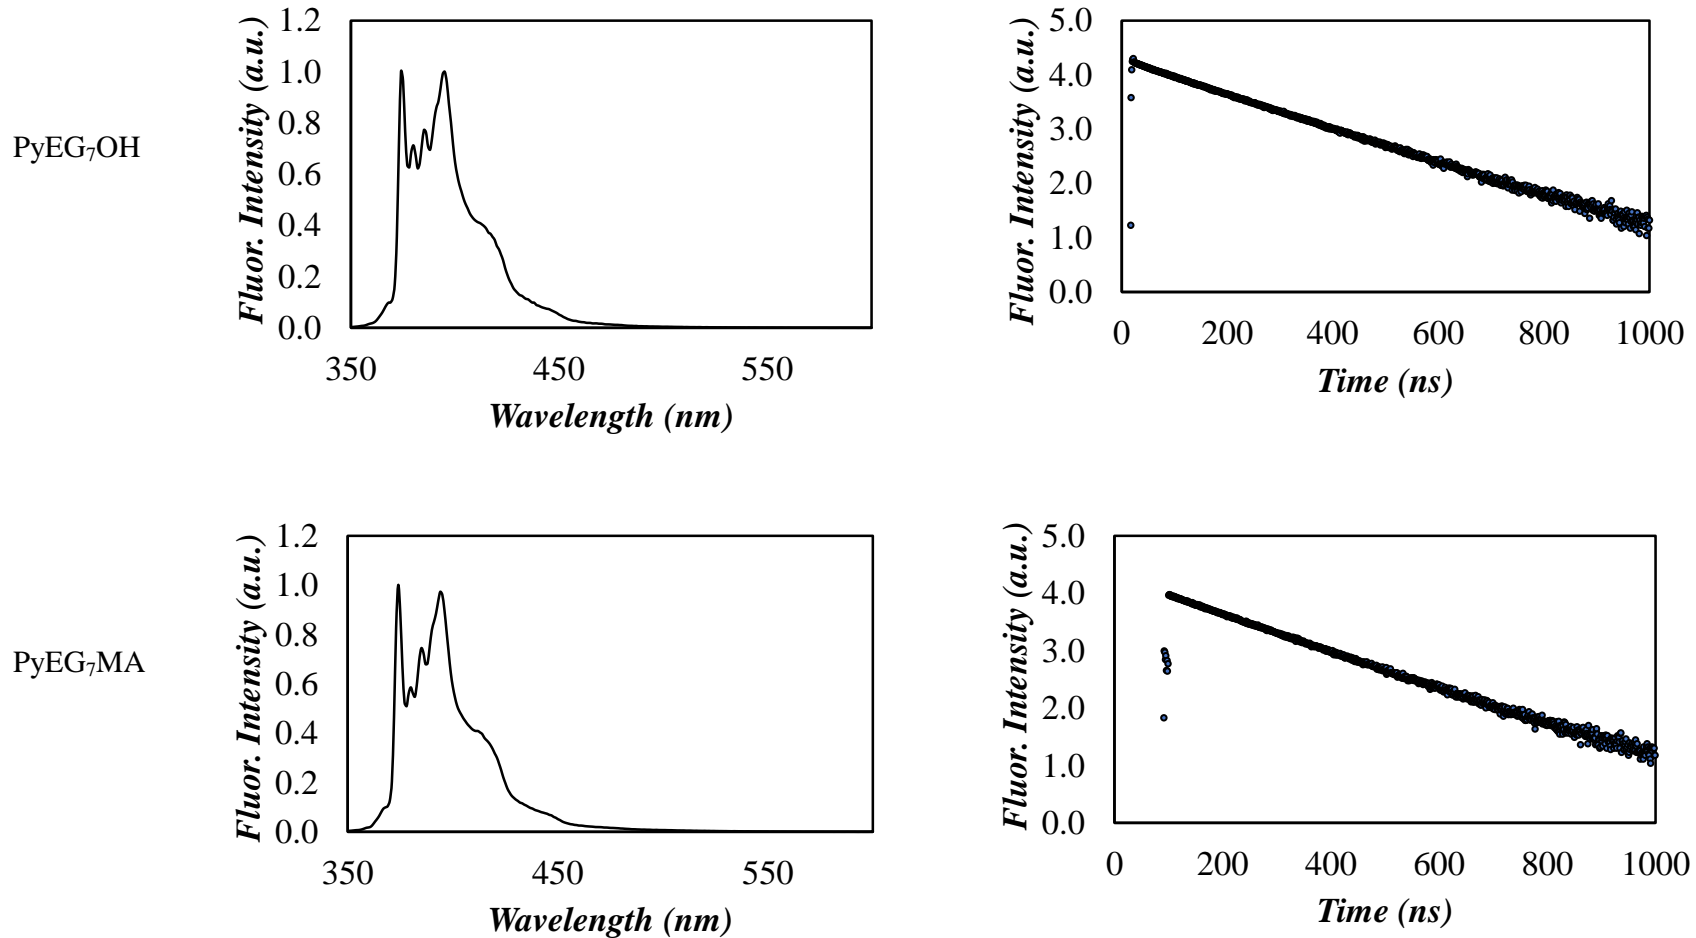 PyEG₇OH
Fluor. Intensity (a.u.)
1.2
1.0
0.8
0.6
0.4
0.2
0.0
350 450 550
Wavelength (nm)
Fluor. Intensity (a.u.)
5.0
4.0
3.0
2.0
1.0
0.0
0 200 400 600 800 1000
Time (ns)
PyEG₇MA
Fluor. Intensity (a.u.)
1.2
1.0
0.8
0.6
0.4
0.2
0.0
350 450 550
Wavelength (nm)
Fluor. Intensity (a.u.)
5.0
4.0
3.0
2.0
1.0
0.0
0 200 400 600 800 1000
Time (ns)